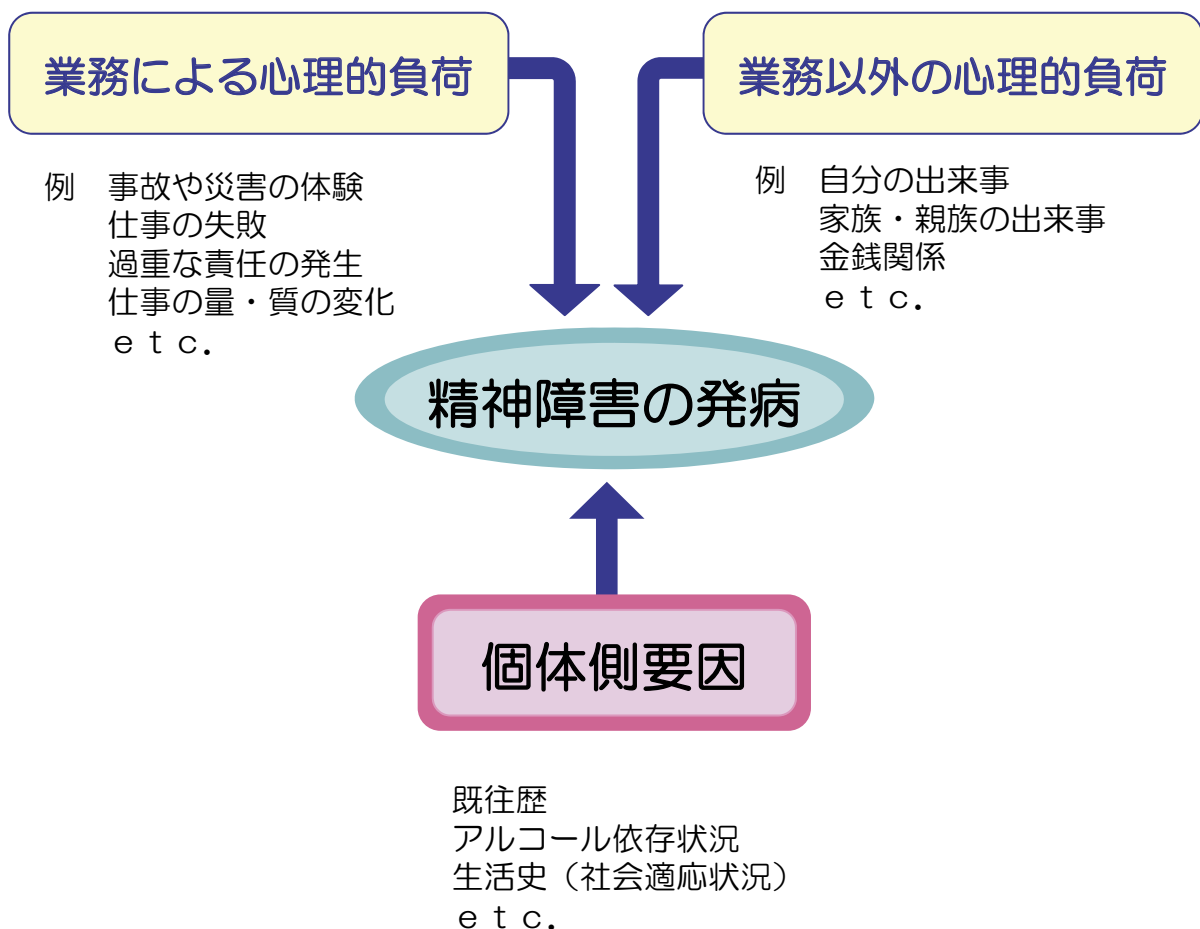 業務による心理的負荷
例　事故や災害の体験
仕事の失敗
過重な責任の発生
仕事の量・質の変化
ｅｔｃ．
業務以外の心理的負荷
例　自分の出来事
家族・親族の出来事
金銭関係
ｅｔｃ．
精神障害の発病
個体側要因
既往歴
アルコール依存状況
生活史（社会適応状況）
ｅｔｃ．